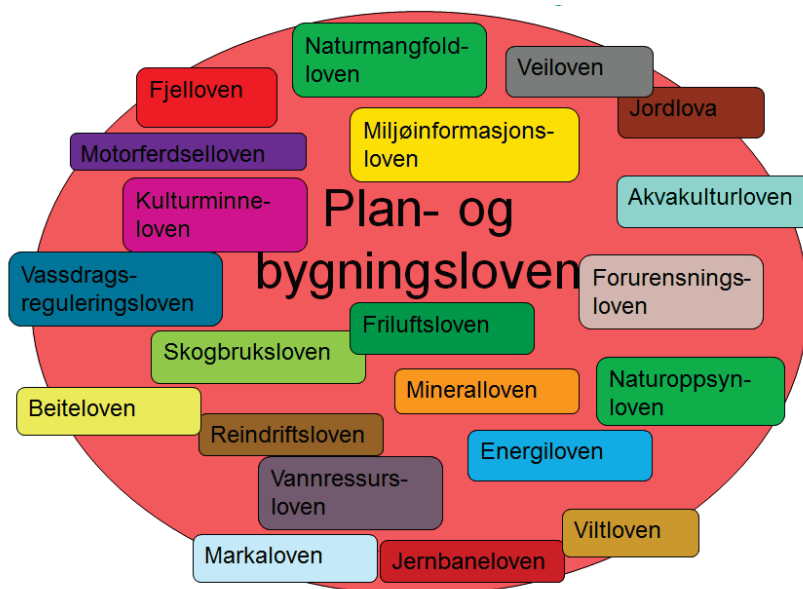 Naturmangfold-
loven
Veiloven
Fjelloven
Jordlova
Miljøinformasjons-
loven
Motorferdselloven
Kulturminne-
loven
Akvakulturloven
Plan- og
bygningsloven
Vassdrags-
reguleringsloven
Forurensnings-
loven
Friluftsloven
Skogbruksloven
Mineralloven
Naturoppsyn-
loven
Beiteloven
Reindriftsloven
Energiloven
Vannressurs-
loven
Viltloven
Markaloven
Jernbaneloven